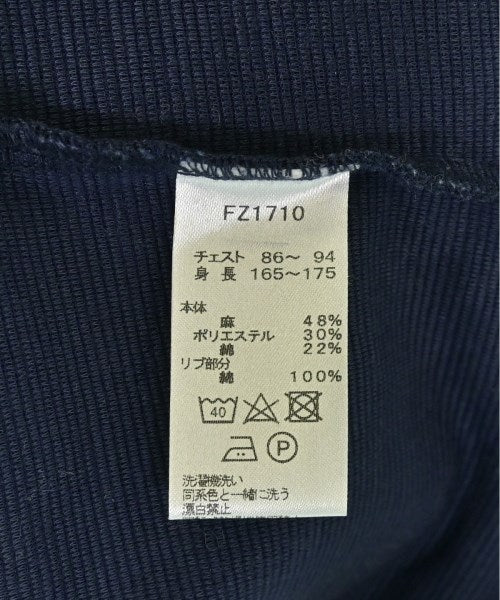 FZ1710
チェスト 86～ 94
身長 165～175
本体
麻 48%
ポリエステル 30%
綿 22%
リブ部分
綿 100%
40
P
洗濯機洗い
同系色と一緒に洗う
漂白禁止